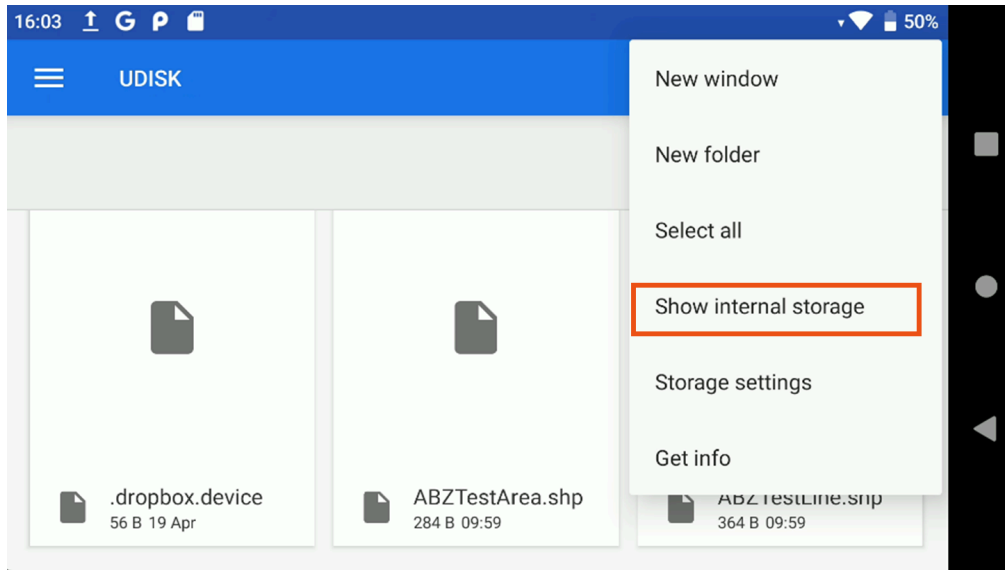 16:03 G P 50%
UDISK
New window
New folder
Select all
Show internal storage
Storage settings
Get info
.dropbox.device
56 B 19 Apr
ABZTestArea.shp
284 B 09:59
ABZTestLine.shp
364 B 09:59